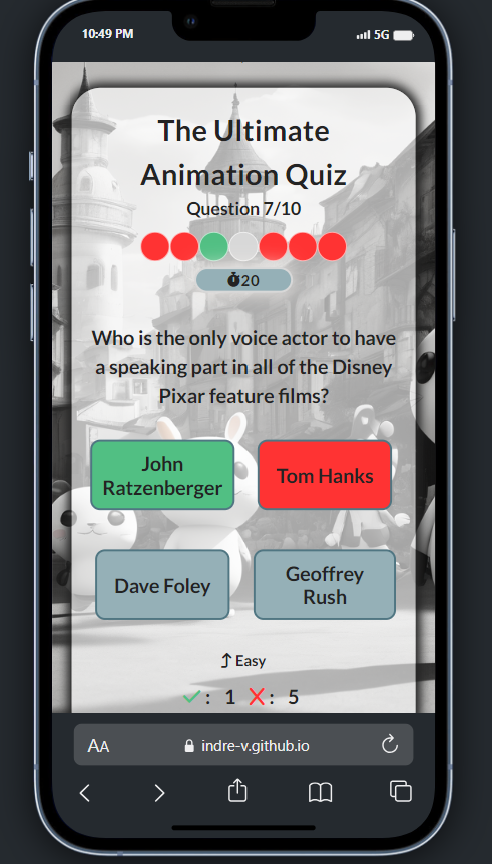 10:49 PM 5G
The Ultimate
Animation Quiz
Question 7/10
20
Who is the only voice actor to have
a speaking part in all of the Disney
Pixar feature films?
John
Ratzenberger
Tom Hanks
Dave Foley
Geoffrey
Rush
Easy
: 1 : 5
AA indre-v.github.io